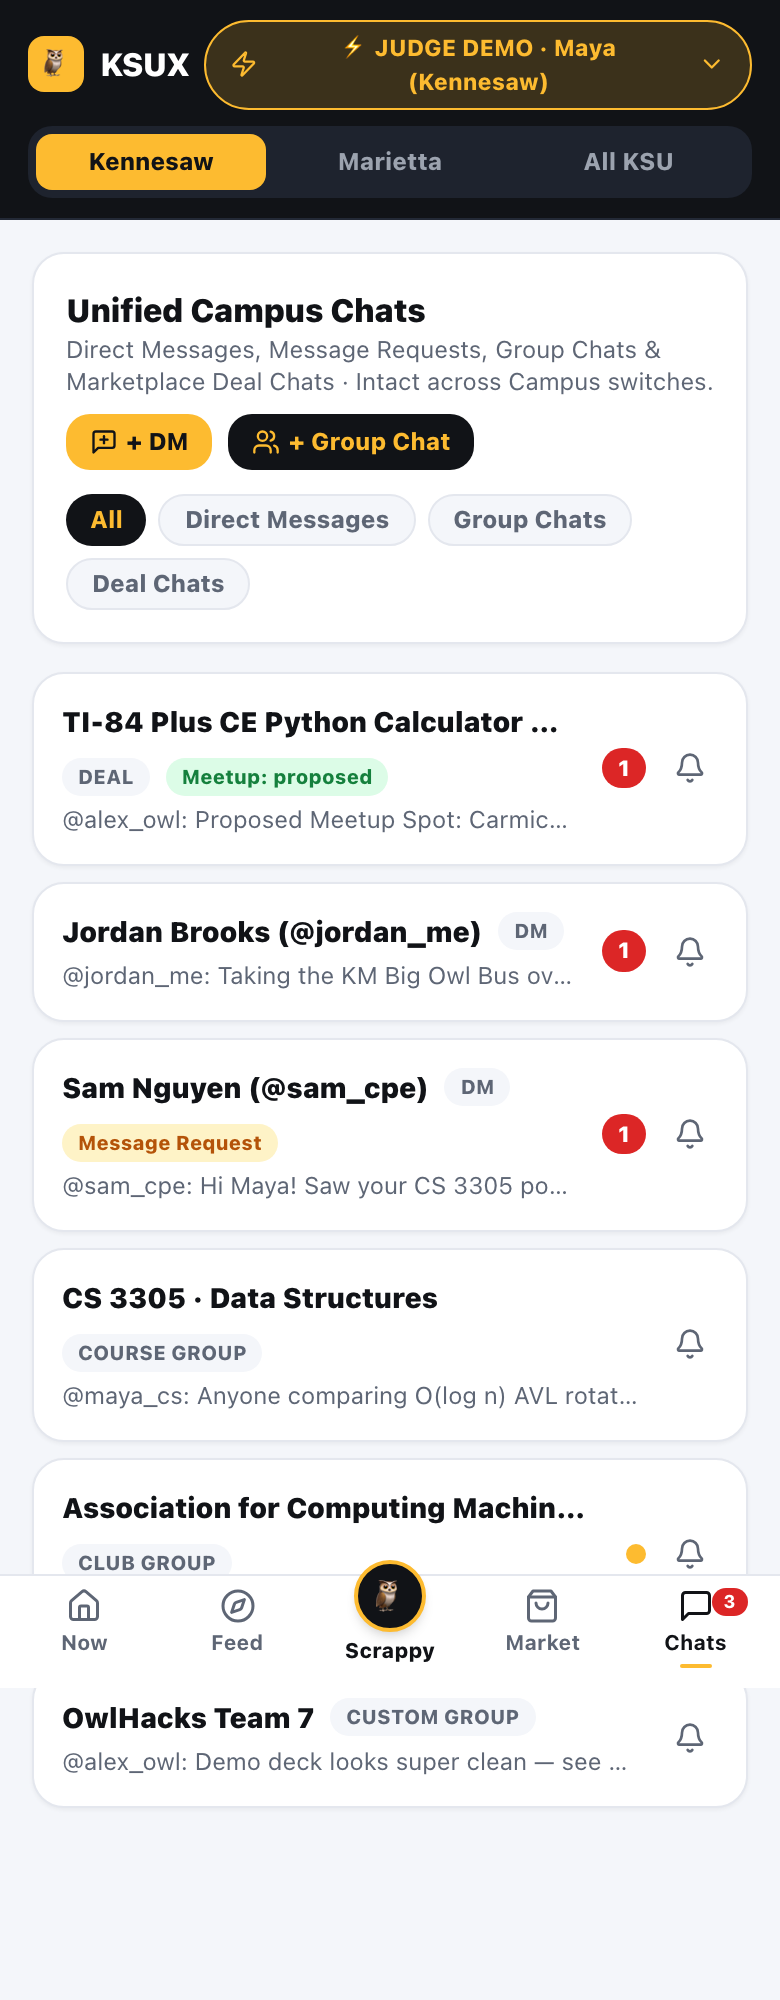 KSUX
⚡ JUDGE DEMO · Maya
(Kennesaw)
Kennesaw
Marietta
All KSU
Unified Campus Chats
Direct Messages, Message Requests, Group Chats &
Marketplace Deal Chats · Intact across Campus switches.
+ DM
+ Group Chat
All
Direct Messages
Group Chats
Deal Chats
TI-84 Plus CE Python Calculator ...
DEAL
Meetup: proposed
1
@alex_owl: Proposed Meetup Spot: Carmic...
Jordan Brooks (@jordan_me)
DM
1
@jordan_me: Taking the KM Big Owl Bus ov...
Sam Nguyen (@sam_cpe)
DM
Message Request
1
@sam_cpe: Hi Maya! Saw your CS 3305 po...
CS 3305 · Data Structures
COURSE GROUP
@maya_cs: Anyone comparing O(log n) AVL rotat...
Association for Computing Machin...
CLUB GROUP
Now
Feed
Scrappy
Market
Chats
3
OwlHacks Team 7
CUSTOM GROUP
@alex_owl: Demo deck looks super clean — see ...